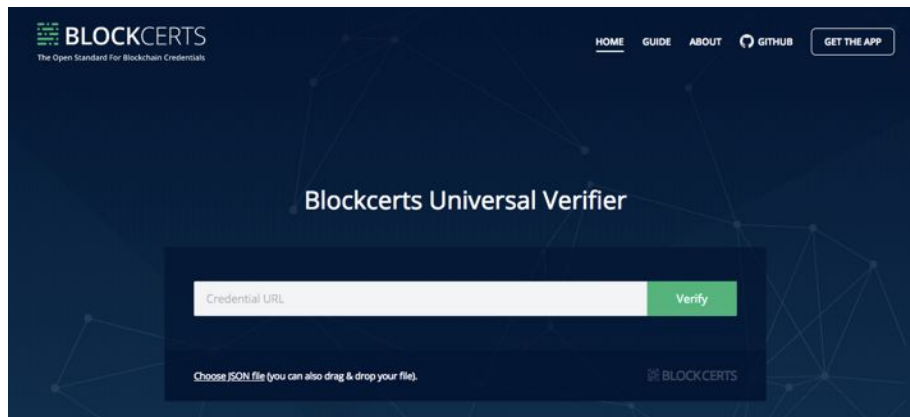 BLOCKCERTS
The Open Standard For Blockchain Credentials
HOME GUIDE ABOUT GITHUB GET THE APP
Blockcerts Universal Verifier
Credential URL Verify
Choose JSON file (you can also drag & drop your file). BLOCKCERTS